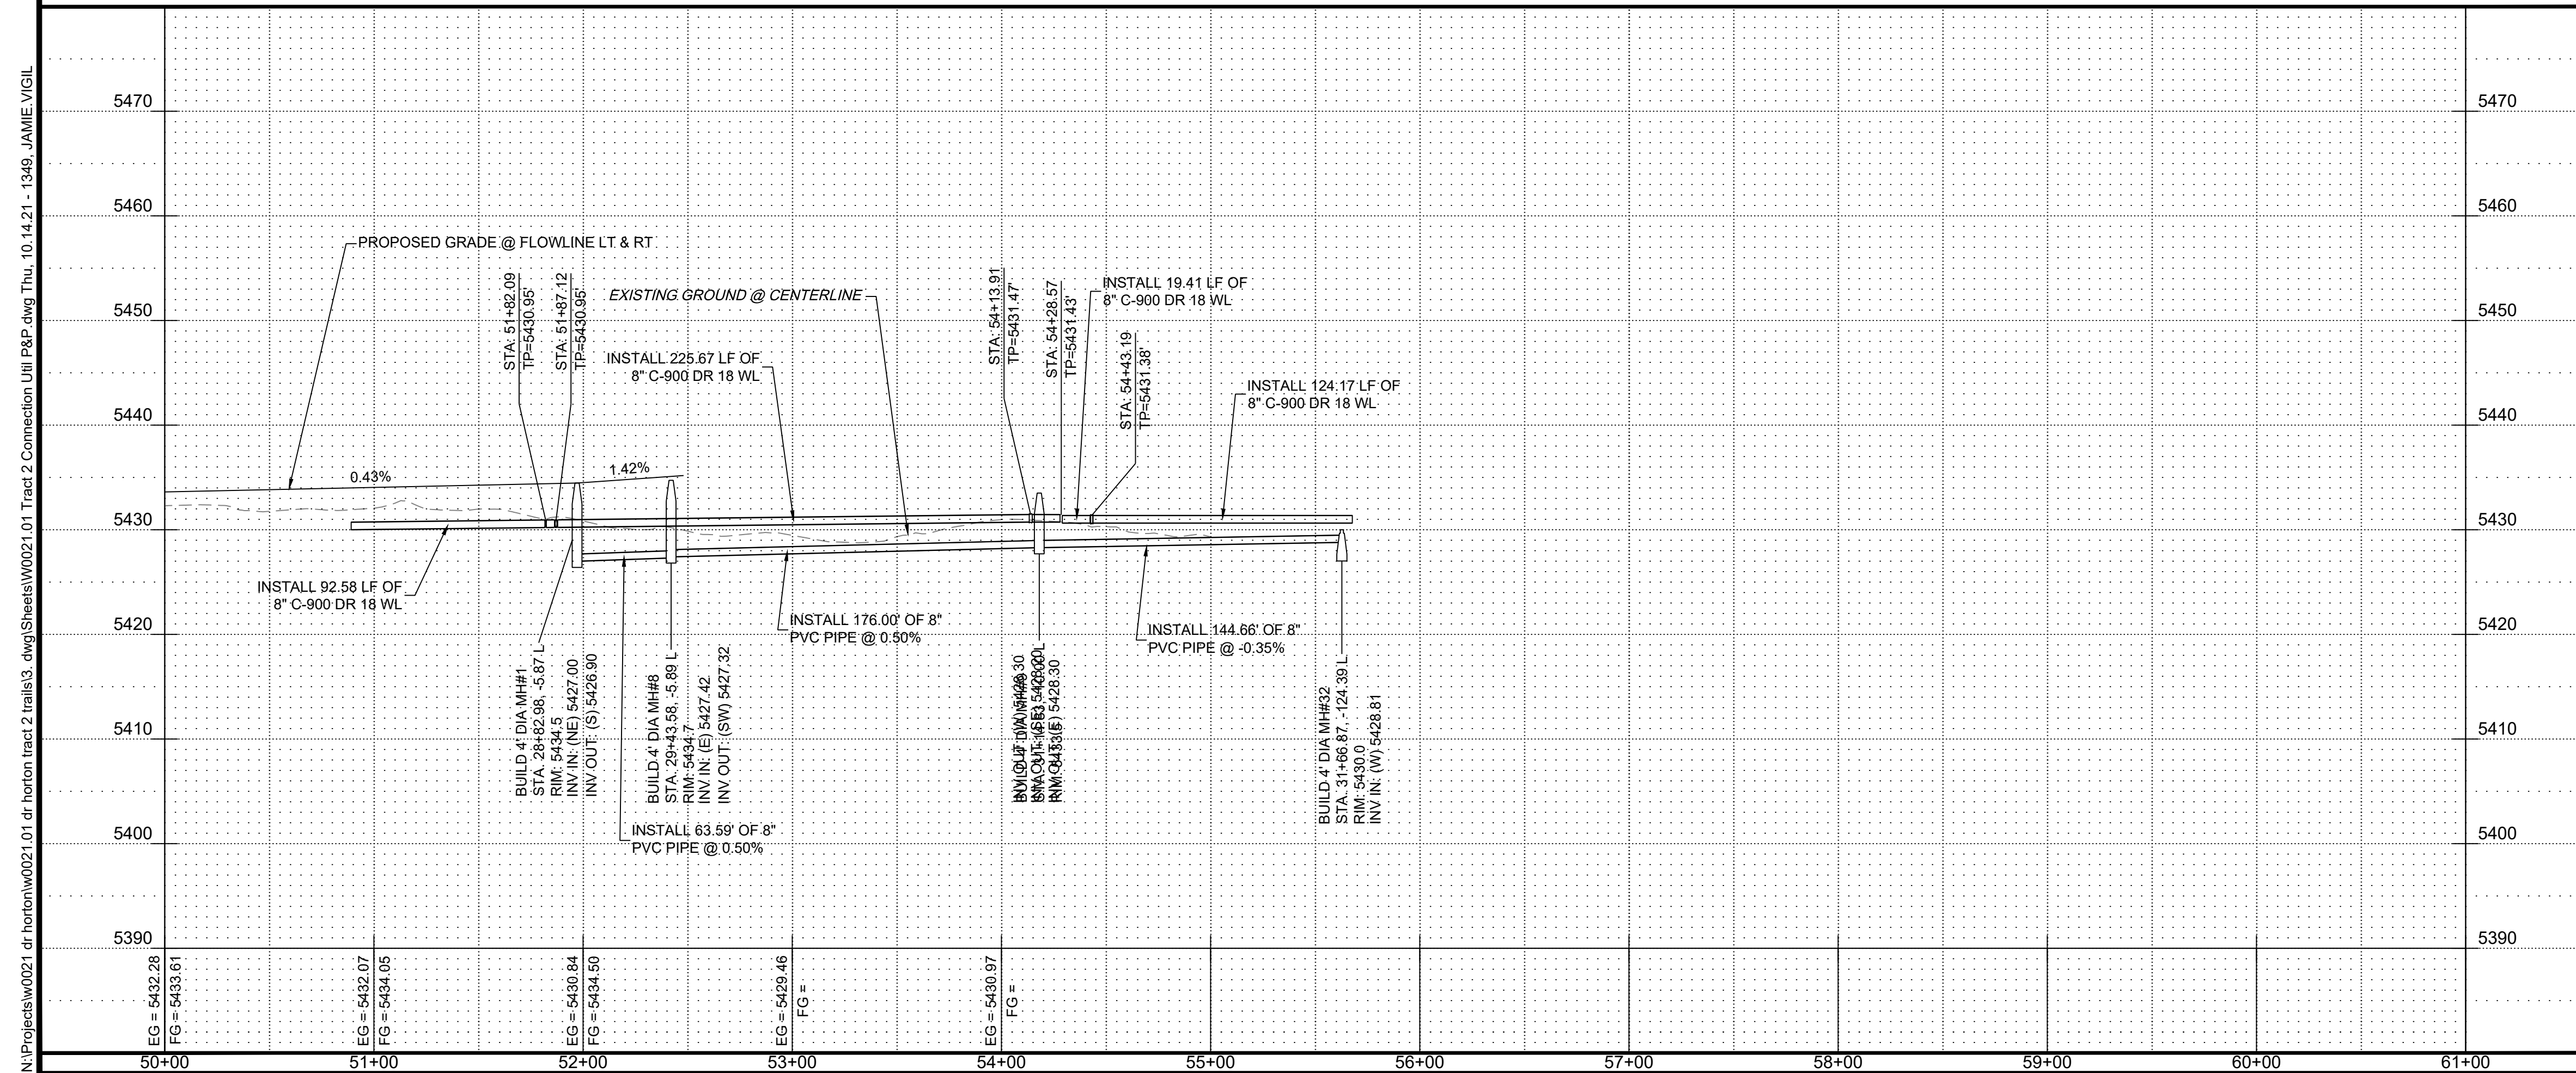 N:\Projects\w0021 dr horton\w0021.01 dr horton tract 2 trails\3. dwg\Sheets\W0021.01 Tract 2 Connection Util P&P.dwg Thu, 10.14.21 - 1349, JAMIE.VIGIL
5470
5470
5460
5460
5450
5450
5440
5440
5430
5430
5420
5420
5410
5410
5400
5400
5390
5390
PROPOSED GRADE @ FLOWLINE LT & RT
0.43%
1.42%
STA: 51+82.09
TP=5430.95'
STA: 51+87.12
TP=5430.95'
EXISTING GROUND @ CENTERLINE
INSTALL 225.67 LF OF
8" C-900 DR 18 WL
STA: 54+13.91
TP=5431.47'
STA: 54+28.57
TP=5431.43'
INSTALL 19.41 LF OF
8" C-900 DR 18 WL
STA: 54+43.19
TP=5431.38'
INSTALL 124.17 LF OF
8" C-900 DR 18 WL
INSTALL 92.58 LF OF
8" C-900 DR 18 WL
INSTALL 176.00' OF 8"
PVC PIPE @ 0.50%
INSTALL 144.66' OF 8"
PVC PIPE @ -0.35%
INSTALL 63.59' OF 8"
PVC PIPE @ 0.50%
BUILD 4' DIA MH#1
STA. 28+82.98, -5.87 L
RIM: 5434.5
INV IN: (NE) 5427.00
INV OUT: (S) 5426.90
BUILD 4' DIA MH#8
STA. 29+43.58, -5.89 L
RIM: 5434.7
INV IN: (E) 5427.42
INV OUT: (SW) 5427.32
BUILD 4' DIA MH#32
STA. 31+66.87, -124.39 L
RIM: 5430.0
INV IN: (W) 5428.81
EG = 5432.28
FG = 5433.61
EG = 5432.07
FG = 5434.05
EG = 5430.84
FG = 5434.50
EG = 5429.46
FG =
EG = 5430.97
FG =
50+00
51+00
52+00
53+00
54+00
55+00
56+00
57+00
58+00
59+00
60+00
61+00